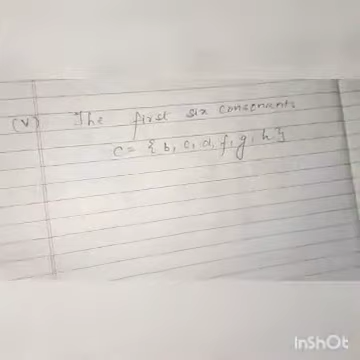 (V) The first six consonants
C = { b, c, d, f, g, h }
InShOt